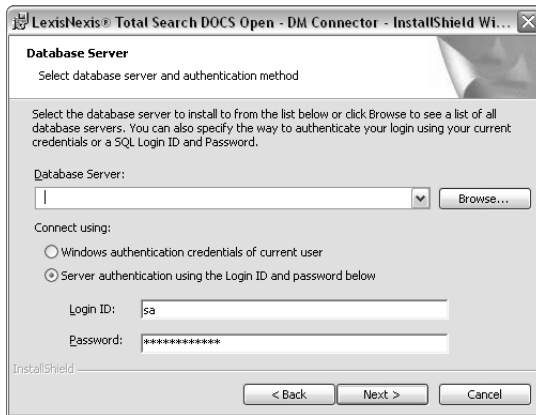 LexisNexis® Total Search DOCS Open - DM Connector - InstallShield Wi...
Database Server
Select database server and authentication method
Select the database server to install to from the list below or click Browse to see a list of all
database servers. You can also specify the way to authenticate your login using your current
credentials or a SQL Login ID and Password.
Database Server:
Browse...
Connect using:
Windows authentication credentials of current user
Server authentication using the Login ID and password below
Login ID: sa
Password: ************
InstallShield
< Back Next > Cancel